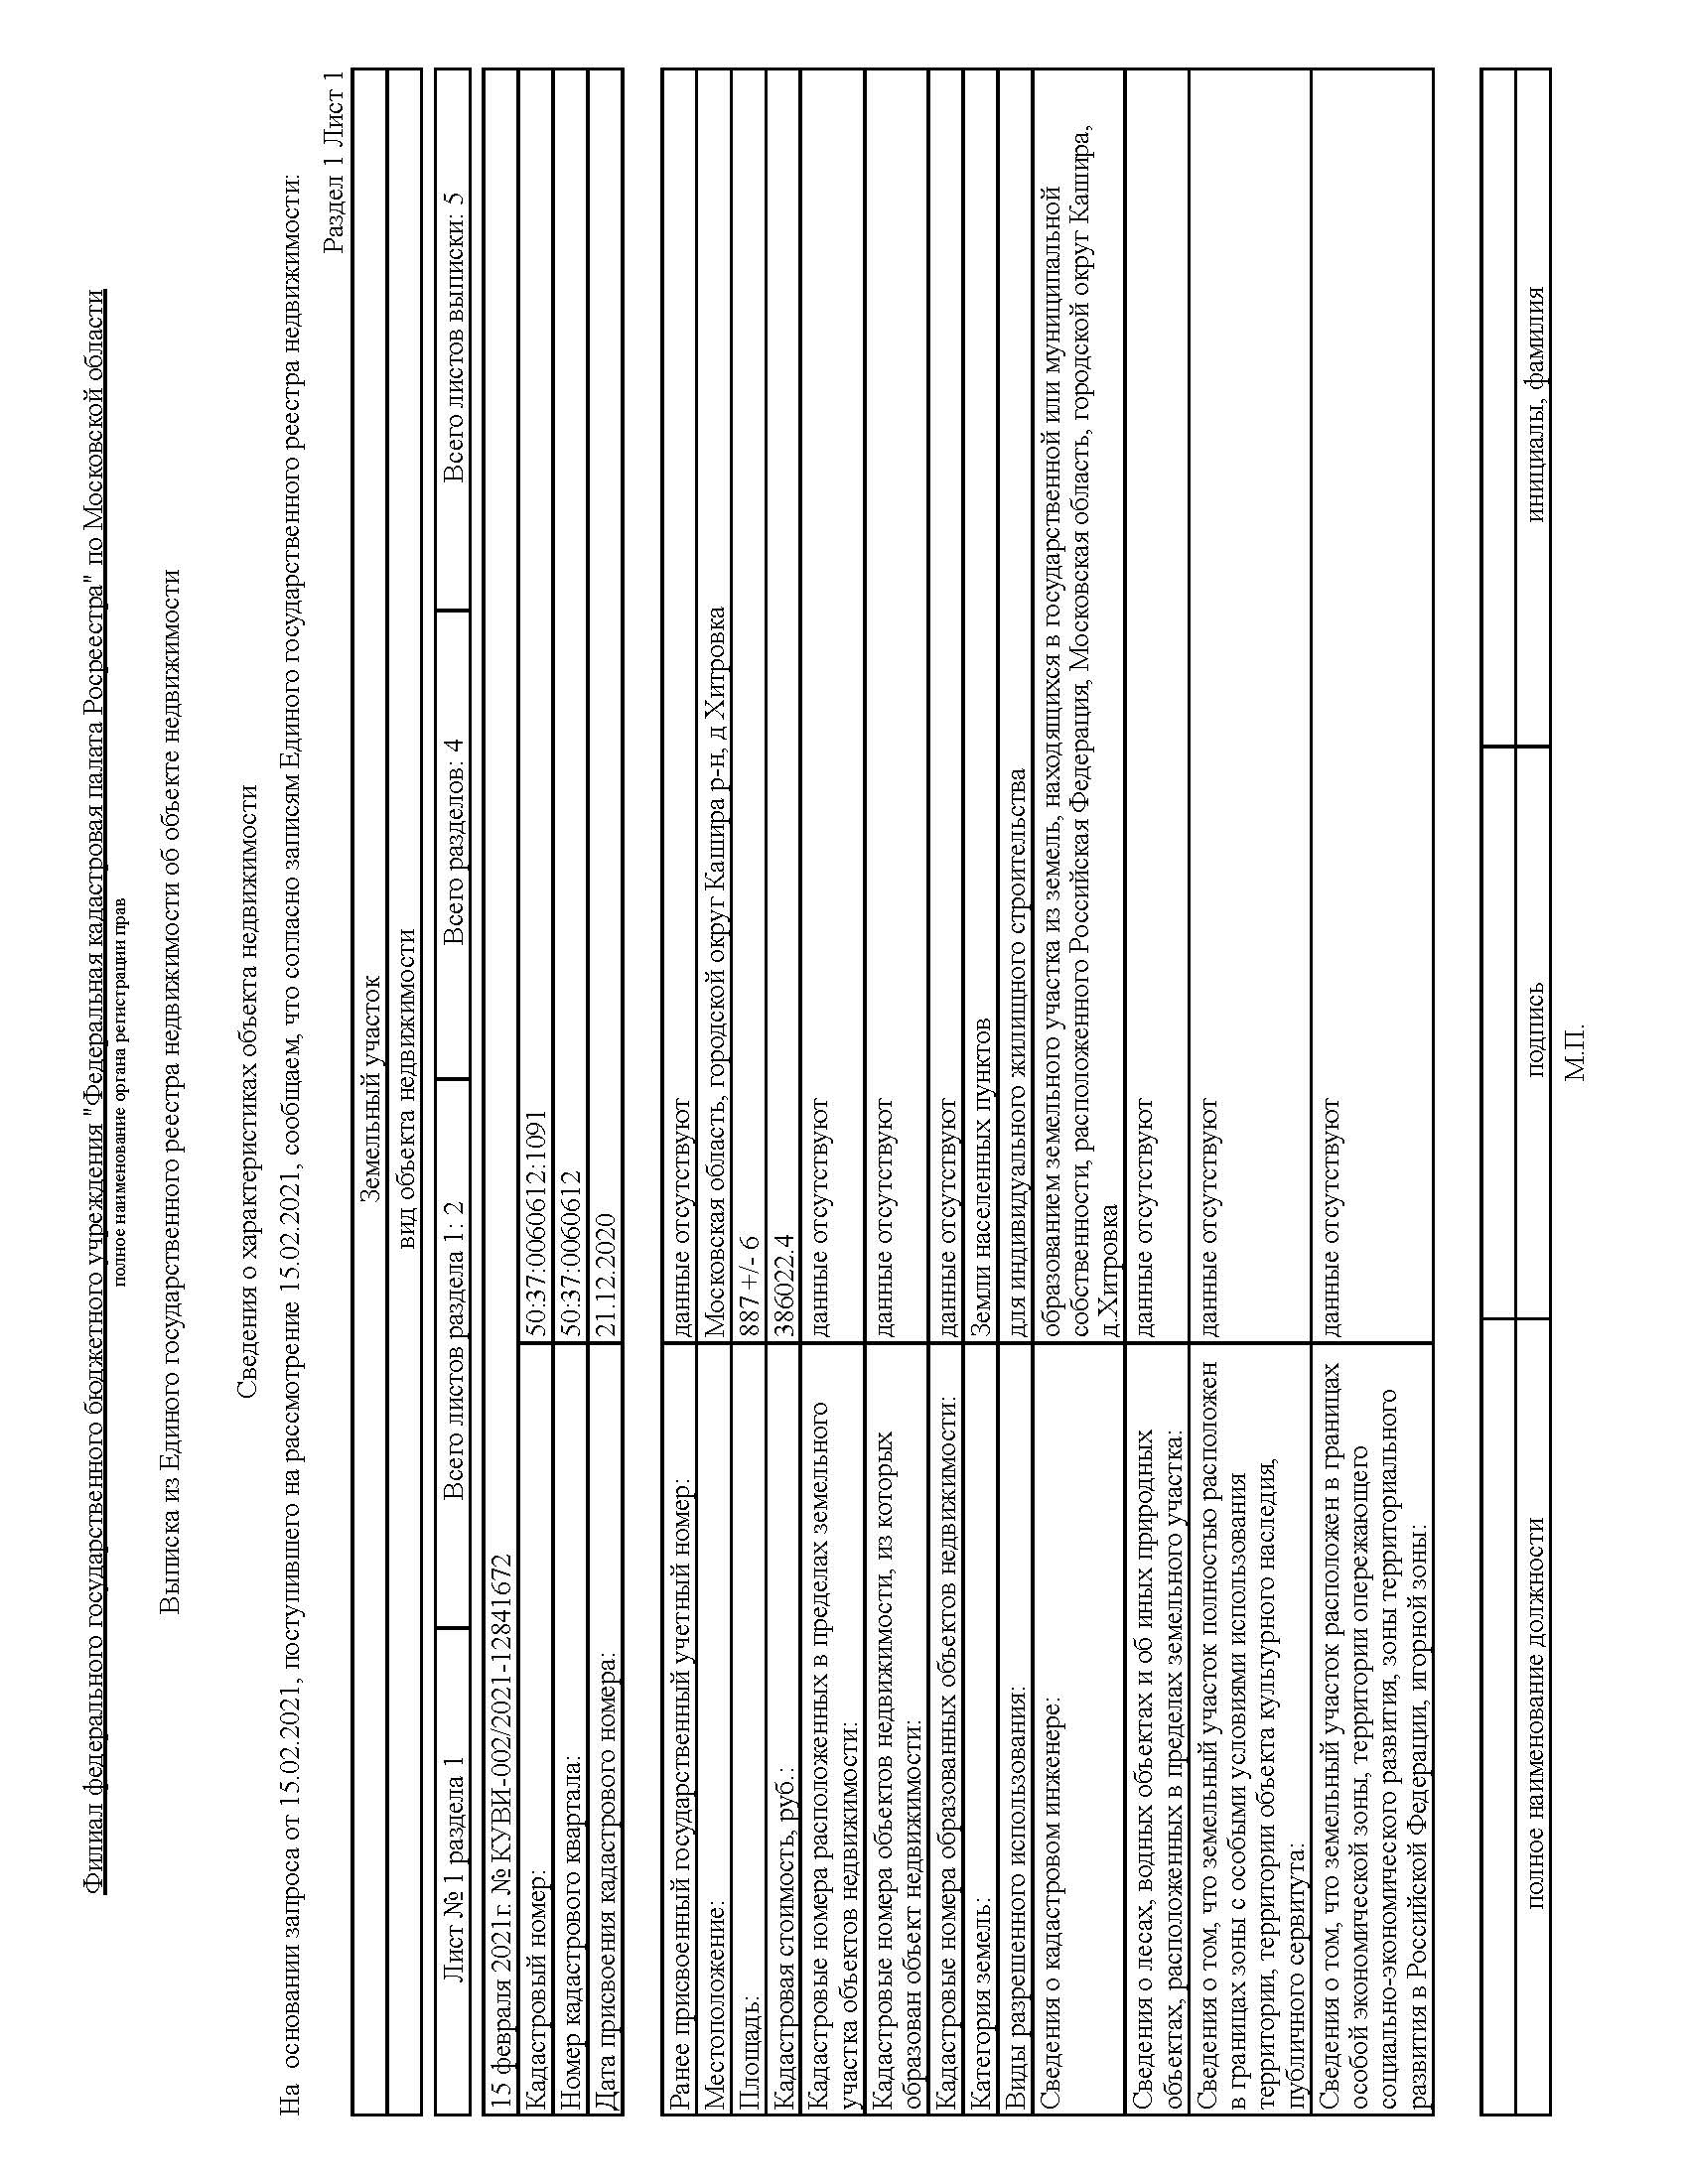 Филиал федерального государственного бюджетного учреждения "Федеральная кадастровая палата Росреестра" по Московской области
полное наименование органа регистрации прав
Выписка из Единого государственного реестра недвижимости об объекте недвижимости
Сведения о характеристиках объекта недвижимости
На основании запроса от 15.02.2021, поступившего на рассмотрение 15.02.2021, сообщаем, что согласно записям Единого государственного реестра недвижимости:
Раздел 1 Лист 1
Земельный участок
вид объекта недвижимости
Лист № 1 раздела 1 Всего листов раздела 1: 2 Всего разделов: 4 Всего листов выписки: 5
15 февраля 2021г. № КУВИ-002/2021-12841672
Кадастровый номер: 50:37:0060612:1091
Номер кадастрового квартала: 50:37:0060612
Дата присвоения кадастрового номера: 21.12.2020
Ранее присвоенный государственный учетный номер: данные отсутствуют
Местоположение: Московская область, городской округ Кашира р-н, д Хитровка
Площадь: 887 +/- 6
Кадастровая стоимость, руб.: 386022.4
Кадастровые номера расположенных в пределах земельного данные отсутствуют
участка объектов недвижимости:
Кадастровые номера объектов недвижимости, из которых данные отсутствуют
образован объект недвижимости:
Кадастровые номера образованных объектов недвижимости: данные отсутствуют
Категория земель: Земли населенных пунктов
Виды разрешенного использования: для индивидуального жилищного строительства
Сведения о кадастровом инженере: образованием земельного участка из земель, находящихся в государственной или муниципальной
собственности, расположенного Российская Федерация, Московская область, городской округ Кашира,
д.Хитровка
Сведения о лесах, водных объектах и об иных природных данные отсутствуют
объектах, расположенных в пределах земельного участка:
Сведения о том, что земельный участок полностью расположен данные отсутствуют
в границах зоны с особыми условиями использования
территории, территории объекта культурного наследия,
публичного сервитута:
Сведения о том, что земельный участок расположен в границах данные отсутствуют
особой экономической зоны, территории опережающего
социально-экономического развития, зоны территориального
развития в Российской Федерации, игорной зоны:
полное наименование должности подпись инициалы, фамилия
М.П.